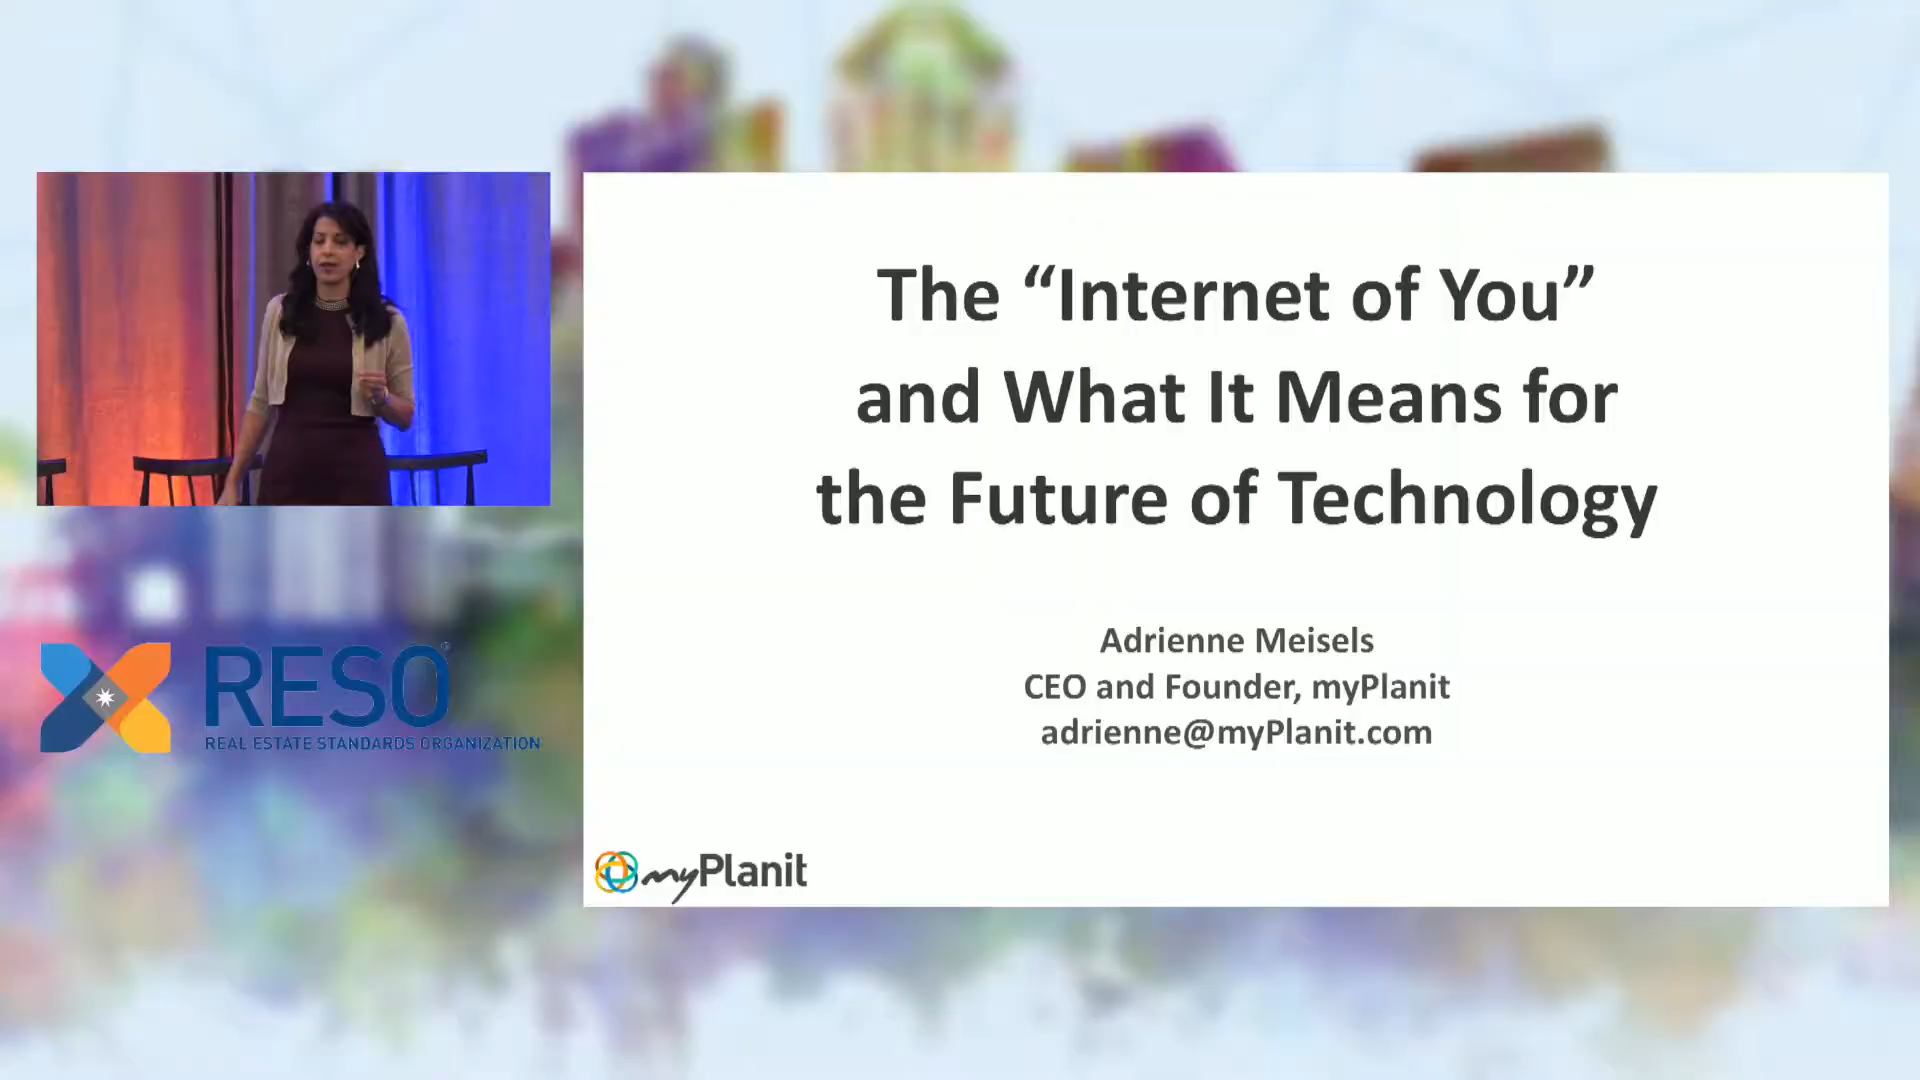 The “Internet of You”
and What It Means for
the Future of Technology
Adrienne Meisels
CEO and Founder, myPlanit
adrienne@myPlanit.com
myPlanit
RESO®
REAL ESTATE STANDARDS ORGANIZATION